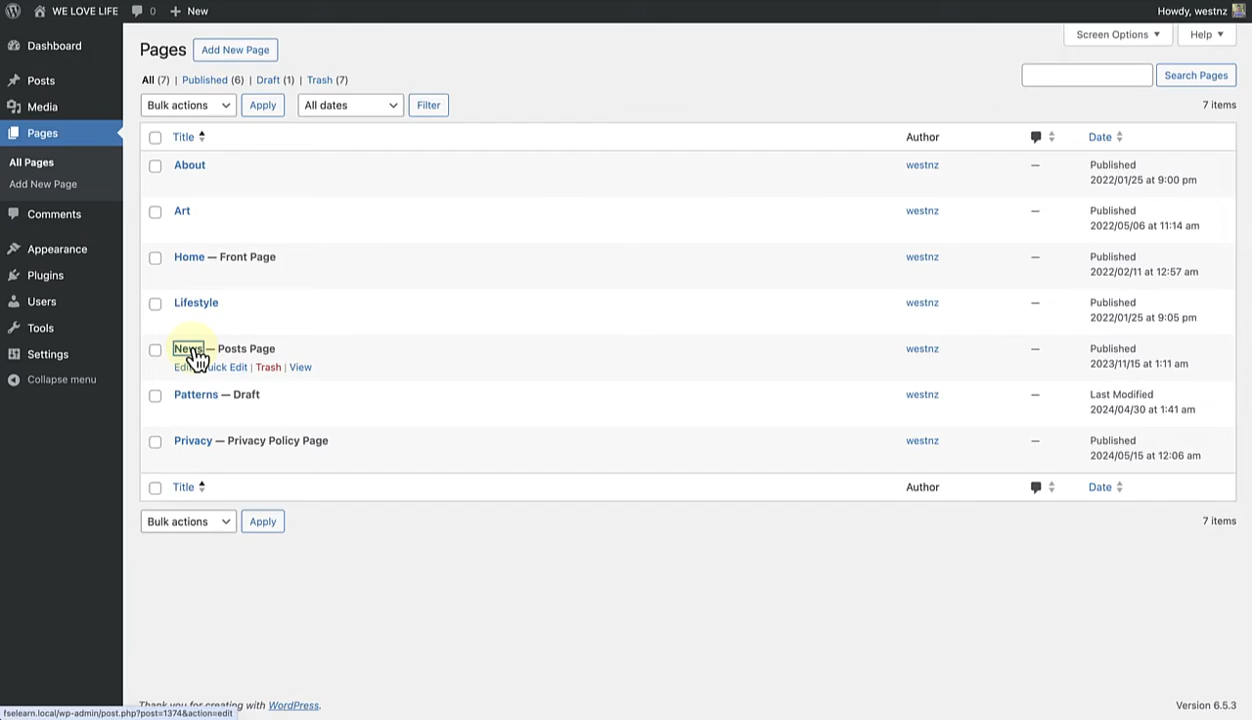 WE LOVE LIFE 0 New Howdy, westnz
Dashboard
Posts
Media
Pages
All Pages
Add New Page
Comments
Appearance
Plugins
Users
Tools
Settings
Collapse menu
Screen Options Help
Pages Add New Page
All (7) | Published (6) | Draft (1) | Trash (7)
Search Pages
Bulk actions Apply All dates Filter 7 items
Title Author Date
About westnz — Published
2022/01/25 at 9:00 pm
Art westnz — Published
2022/05/06 at 11:14 am
Home — Front Page westnz — Published
2022/02/11 at 12:57 am
Lifestyle westnz — Published
2022/01/25 at 9:05 pm
News — Posts Page westnz — Published
Edit Quick Edit | Trash | View 2023/11/15 at 1:11 am
Patterns — Draft westnz — Last Modified
2024/04/30 at 1:41 am
Privacy — Privacy Policy Page westnz — Published
2024/05/15 at 12:06 am
Title Author Date
Bulk actions Apply 7 items
Thank you for creating with WordPress. Version 6.5.3
fselearn.local/wp-admin/post.php?post=1374&action=edit